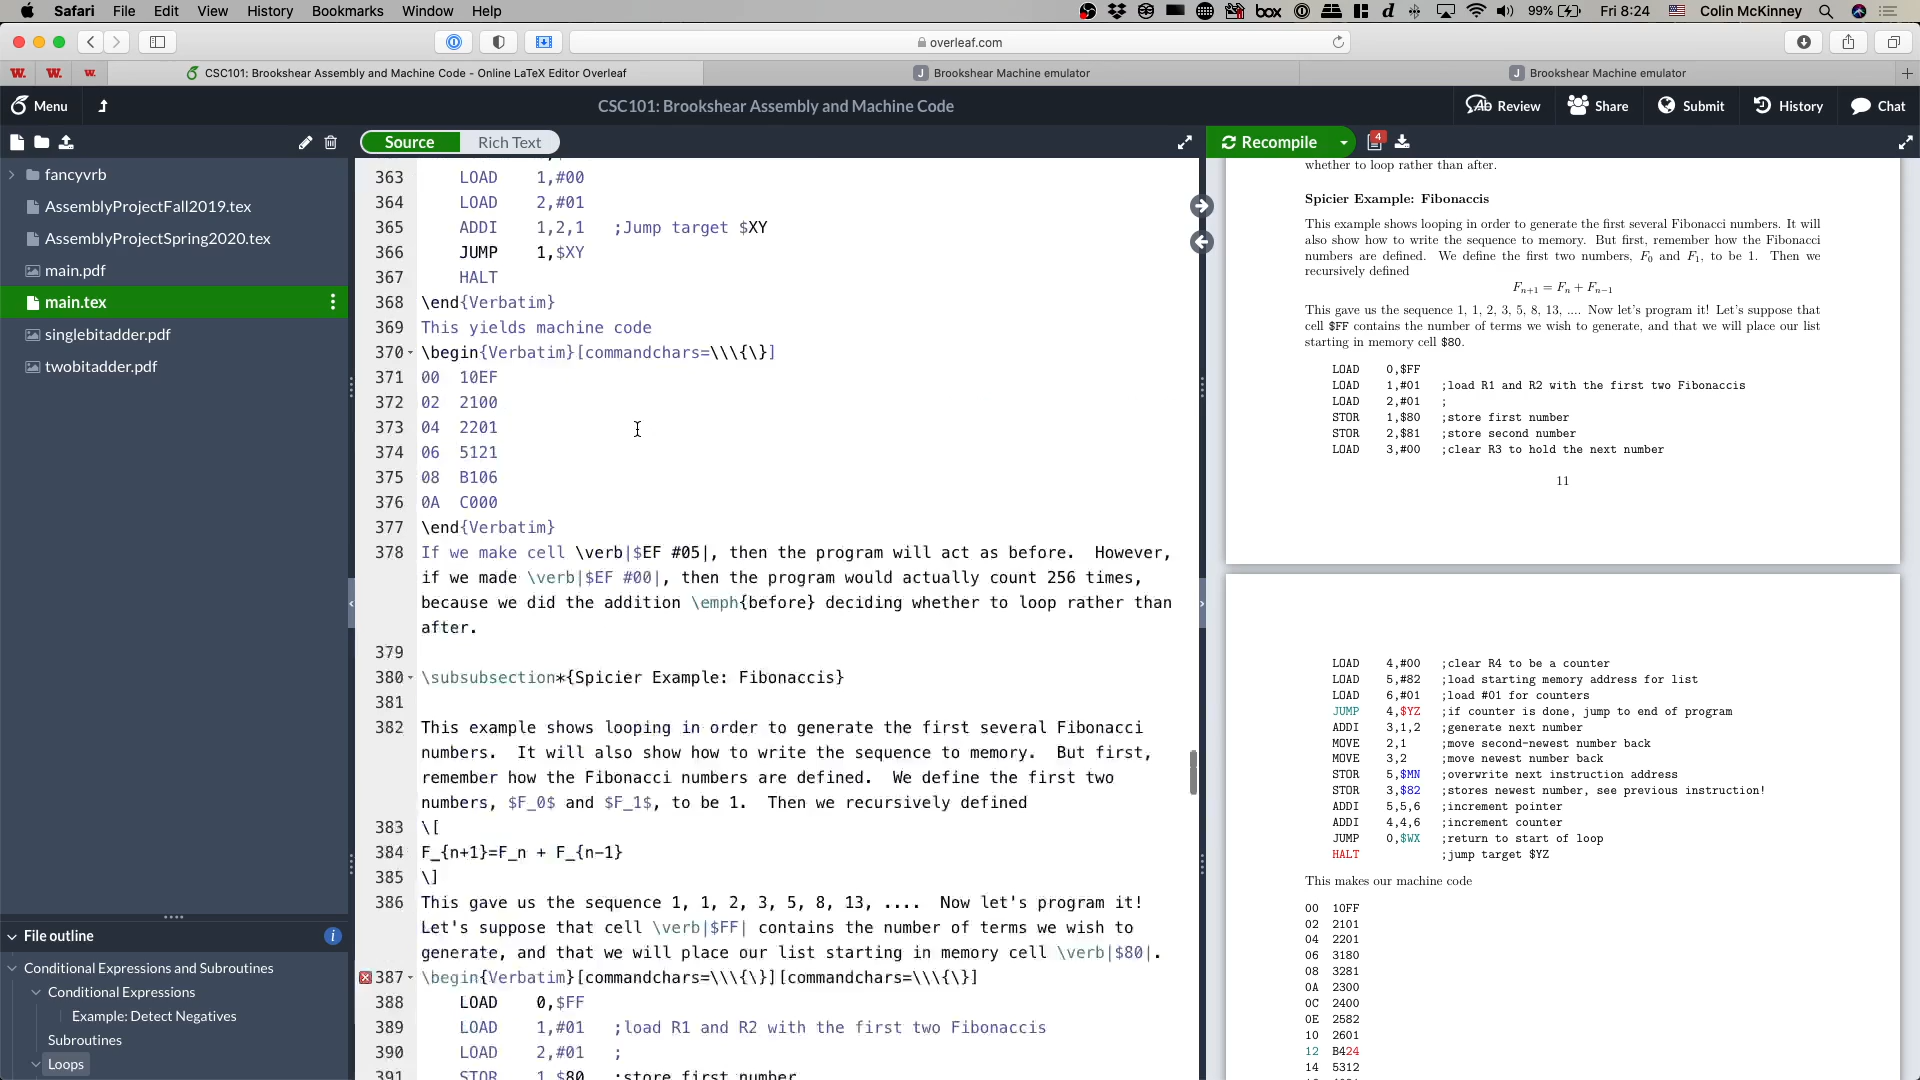 Safari File Edit View History Bookmarks Window Help
box
99%
Fri 8:24
Colin McKinney
overleaf.com
CSC101: Brookshear Assembly and Machine Code - Online LaTeX Editor Overleaf
Brookshear Machine emulator
Brookshear Machine emulator
Menu
CSC101: Brookshear Assembly and Machine Code
Review
Share
Submit
History
Chat
Source
Rich Text
Recompile
4
fancyvrb
AssemblyProjectFall2019.tex
AssemblyProjectSpring2020.tex
main.pdf
main.tex
singlebitadder.pdf
twobitadder.pdf
File outline
Conditional Expressions and Subroutines
Conditional Expressions
Example: Detect Negatives
Subroutines
Loops
363 LOAD 1,#00
364 LOAD 2,#01
365 ADDI 1,2,1 ;Jump target $XY
366 JUMP 1,$XY
367 HALT
368 \end{Verbatim}
369 This yields machine code
370 \begin{Verbatim}[commandchars=\\\{\}]
371 00 10EF
372 02 2100
373 04 2201
374 06 5121
375 08 B106
376 0A C000
377 \end{Verbatim}
378 If we make cell \verb|$EF #05|, then the program will act as before. However,
if we made \verb|$EF #00|, then the program would actually count 256 times,
because we did the addition \emph{before} deciding whether to loop rather than
after.
379
380 \subsubsection*{Spicier Example: Fibonaccis}
381
382 This example shows looping in order to generate the first several Fibonacci
numbers. It will also show how to write the sequence to memory. But first,
remember how the Fibonacci numbers are defined. We define the first two
numbers, $F_0$ and $F_1$, to be 1. Then we recursively defined
383 \[
384 F_{n+1}=F_n + F_{n-1}
385 \]
386 This gave us the sequence 1, 1, 2, 3, 5, 8, 13, .... Now let's program it!
Let's suppose that cell \verb|$FF| contains the number of terms we wish to
generate, and that we will place our list starting in memory cell \verb|$80|.
387 \begin{Verbatim}[commandchars=\\\{\}][commandchars=\\\{\}]
388 LOAD 0,$FF
389 LOAD 1,#01 ;load R1 and R2 with the first two Fibonaccis
390 LOAD 2,#01 ;
391 STOR 1,$80 ;store first number
whether to loop rather than after.
Spicier Example: Fibonaccis
This example shows looping in order to generate the first several Fibonacci numbers. It will
also show how to write the sequence to memory. But first, remember how the Fibonacci
numbers are defined. We define the first two numbers, F0 and F1, to be 1. Then we
recursively defined
Fn+1 = Fn + Fn−1
This gave us the sequence 1, 1, 2, 3, 5, 8, 13, .... Now let's program it! Let's suppose that
cell $FF contains the number of terms we wish to generate, and that we will place our list
starting in memory cell $80.
LOAD 0,$FF
LOAD 1,#01 ;load R1 and R2 with the first two Fibonaccis
LOAD 2,#01 ;
STOR 1,$80 ;store first number
STOR 2,$81 ;store second number
LOAD 3,#00 ;clear R3 to hold the next number
11
LOAD 4,#00 ;clear R4 to be a counter
LOAD 5,#82 ;load starting memory address for list
LOAD 6,#01 ;load #01 for counters
JUMP 4,$YZ ;if counter is done, jump to end of program
ADDI 3,1,2 ;generate next number
MOVE 2,1 ;move second-newest number back
MOVE 3,2 ;move newest number back
STOR 5,$MN ;overwrite next instruction address
STOR 3,$82 ;stores newest number, see previous instruction!
ADDI 5,5,6 ;increment pointer
ADDI 4,4,6 ;increment counter
JUMP 0,$WX ;return to start of loop
HALT ;jump target $YZ
This makes our machine code
00 10FF
02 2101
04 2201
06 3180
08 3281
0A 2300
0C 2400
0E 2582
10 2601
12 B424
14 5312